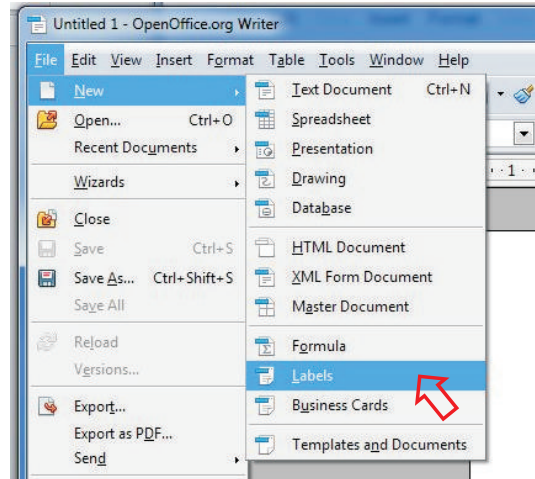 Untitled 1 - OpenOffice.org Writer
File Edit View Insert Format Table Tools Window Help
New
Open... Ctrl+O
Recent Documents
Wizards
Close
Save Ctrl+S
Save As... Ctrl+Shift+S
Save All
Reload
Versions...
Export...
Export as PDF...
Send
Text Document Ctrl+N
Spreadsheet
Presentation
Drawing
Database
HTML Document
XML Form Document
Master Document
Formula
Labels
Business Cards
Templates and Documents
1